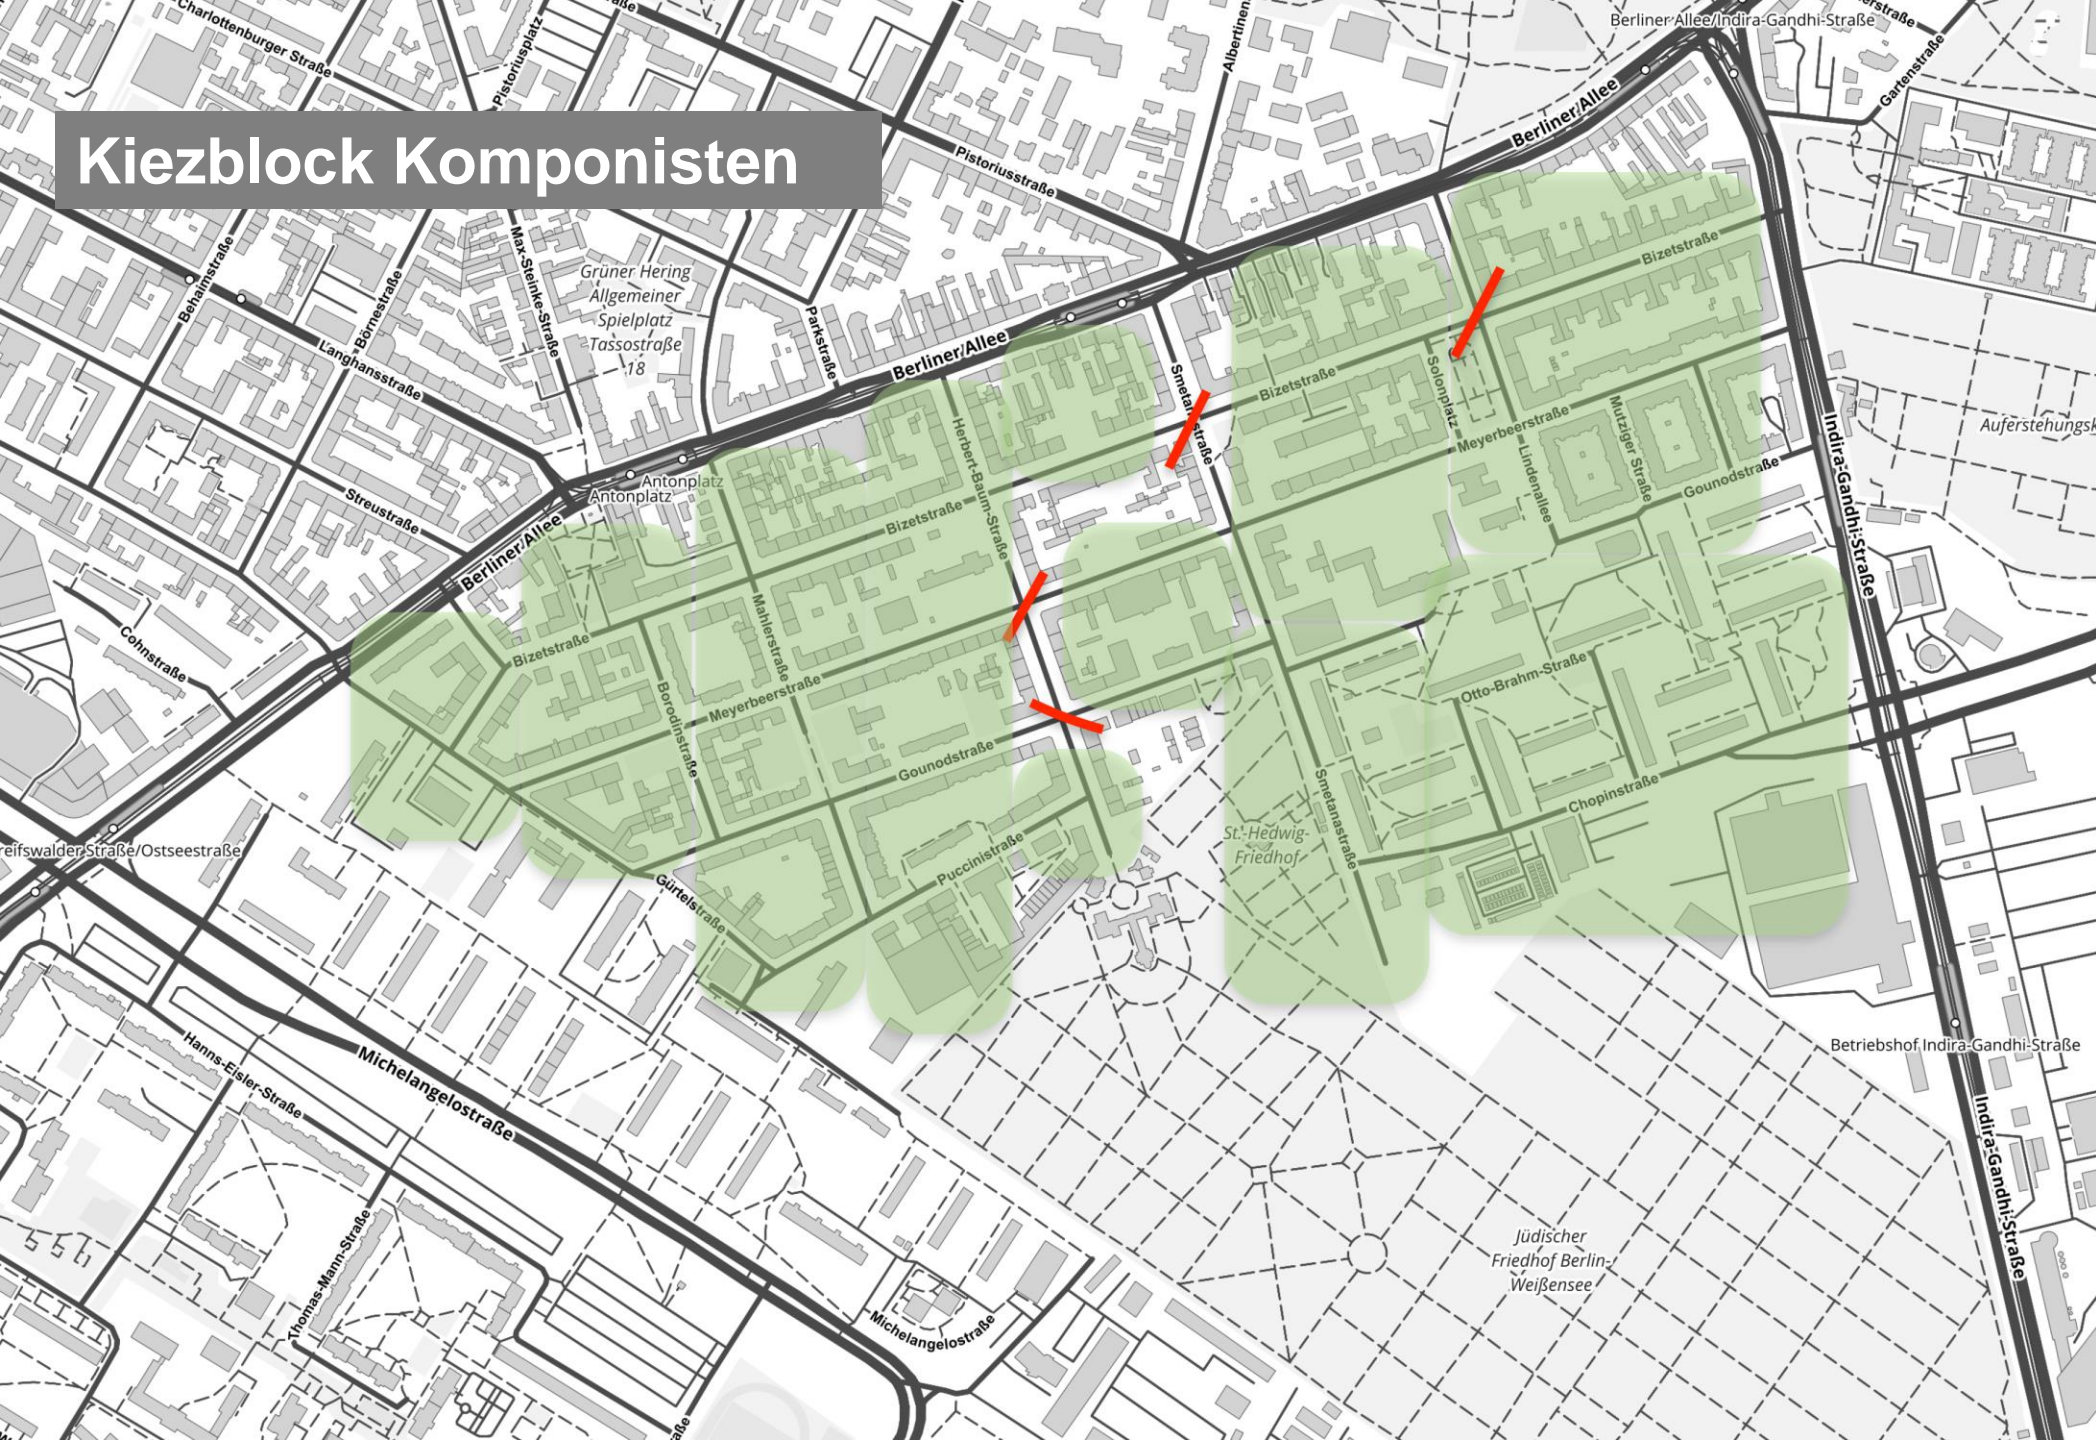 Charlottenburger Straße
Pistoriusplatz
Albertinen
Berliner Allee/Indira-Gandhi-Straße
Gartenstraße
Berliner Allee
Kiezblock Komponisten
Pistoriusstraße
Behaimstraße
Börnestraße
Max-Steinke-Straße
Grüner Hering
Allgemeiner
Spielplatz
Tassostraße
18
Parkstraße
Berliner Allee
Bizetstraße
Langhansstraße
Smetanastraße
Bizetstraße
Solonplatz
Meyerbeerstraße
Mutziger Straße
Lindenallee
Gounodstraße
Indira-Gandhi-Straße
Auferstehungsk
Herbert-Baum-Straße
Antonplatz
Antonplatz
Streustraße
Bizetstraße
Berliner Allee
Cohnstraße
Bizetstraße
Mahlerstraße
Meyerbeerstraße
Borodinstraße
Otto-Brahm-Straße
Gounodstraße
Chopinstraße
Smetanastraße
St.-Hedwig-
Friedhof
Puccinistraße
reifswalder Straße/Ostseestraße
Gürtelstraße
Betriebshof Indira-Gandhi-Straße
Michelangelostraße
Hanns-Eisler-Straße
Indira-Gandhi-Straße
Thomas-Mann-Straße
Jüdischer
Friedhof Berlin-
Weißensee
Michelangelostraße